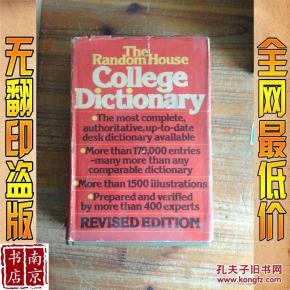 The
Random House
College
Dictionary
•The most complete,
authoritative, up-to-date
desk dictionary available
•More than 170,000 entries
-many more than any
comparable dictionary
•More than 1500 illustrations
•Prepared and verified
by more than 400 experts
REVISED EDITION
无翻印盗版
全网最低价
南京
书店
孔夫子旧书网